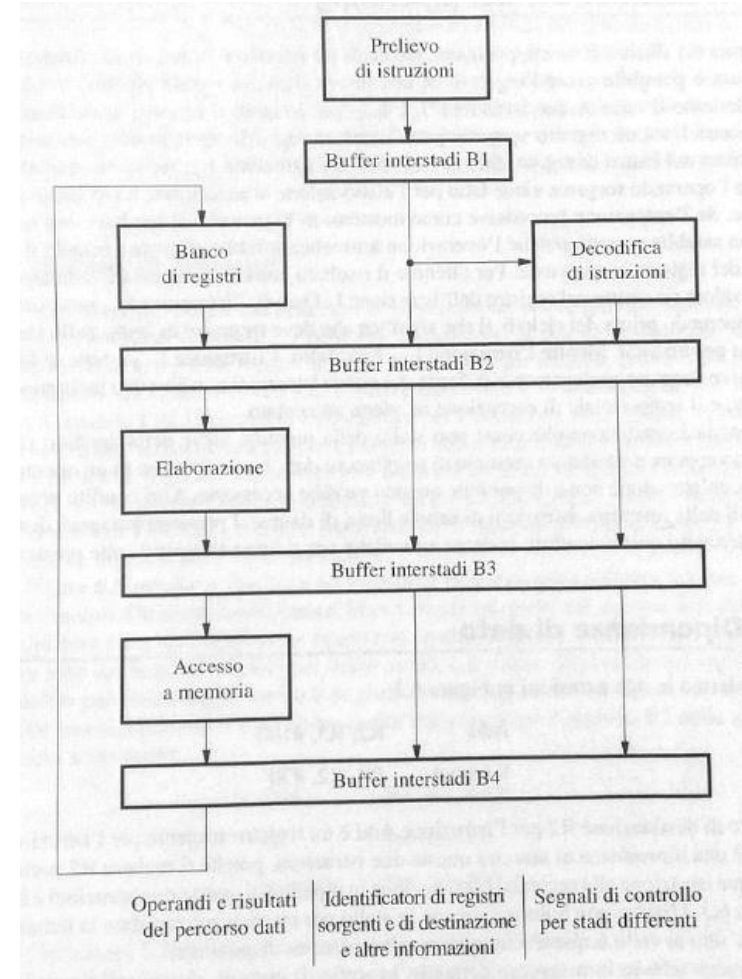 Prelievo
di istruzioni
Buffer interstadi B1
Banco
di registri
Decodifica
di istruzioni
Buffer interstadi B2
Elaborazione
Buffer interstadi B3
Accesso
a memoria
Buffer interstadi B4
Operandi e risultati
del percorso dati
Identificatori di registri
sorgenti e di destinazione
e altre informazioni
Segnali di controllo
per stadi differenti